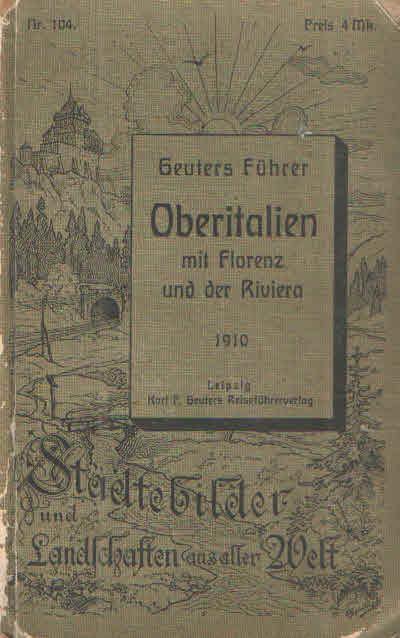 Nr. 104.
Preis 4 Mk.
Geuters Führer
Oberitalien
mit Florenz
und der Riviera
1910
Leipzig
Karl P. Geuters Reiseführerverlag
Städtebilder
und
Landschaften aus aller Welt